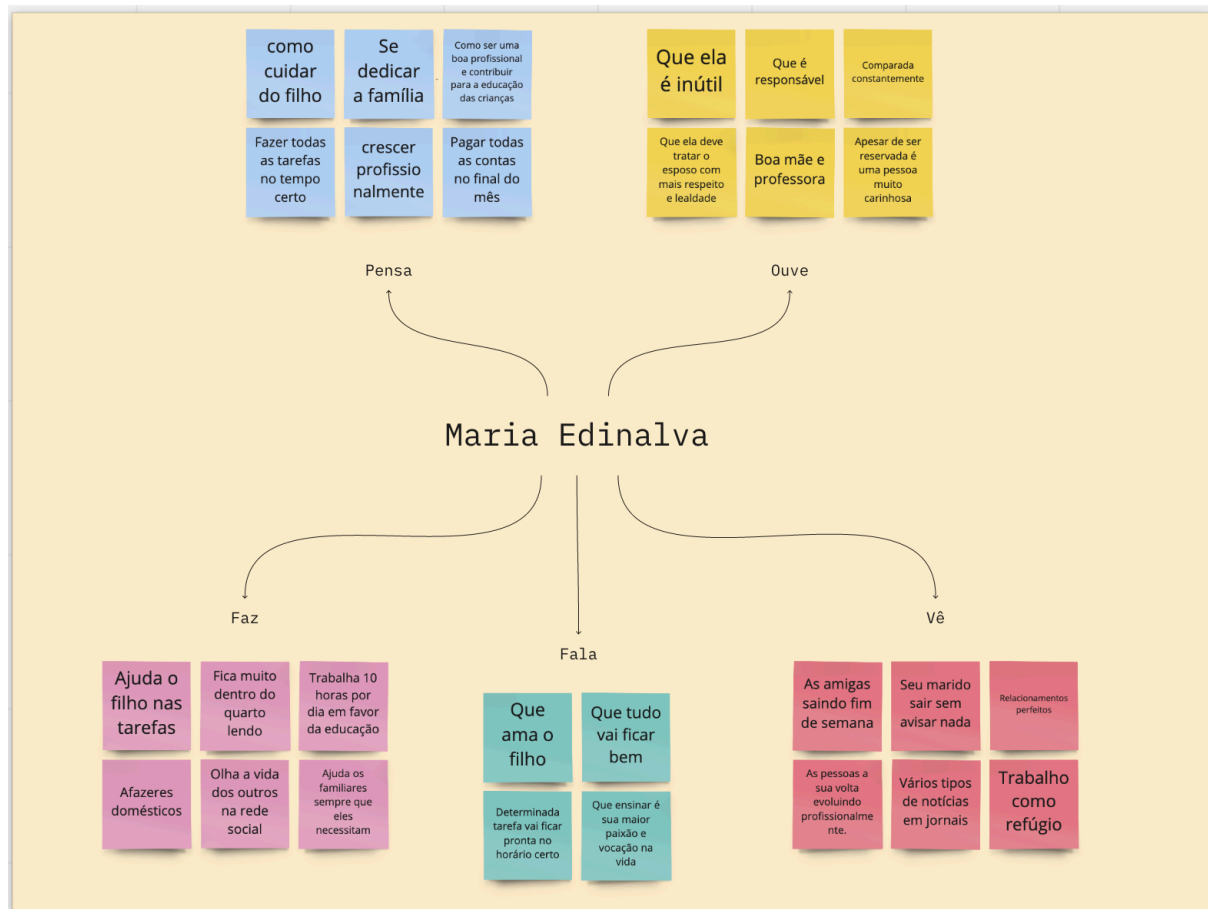 como
cuidar
do filho
Se
dedicar
a família
Como ser uma
boa profissional
e contribuir
para a educação
das crianças
Fazer todas
as tarefas
no tempo
certo
crescer
profissio
nalmente
Pagar todas
as contas
no final do
mês
Que ela
é inútil
Que é
responsável
Comparada
constantemente
Que ela deve
tratar o
esposo com
mais respeito
e lealdade
Boa mãe e
professora
Apesar de ser
reservada é
uma pessoa
muito
carinhosa
Pensa
Ouve
Maria Edinalva
Faz
Fala
Vê
Ajuda o
filho nas
tarefas
Fica muito
dentro do
quarto
lendo
Trabalha 10
horas por
dia em favor
da educação
Afazeres
domésticos
Olha a vida
dos outros
na rede
social
Ajuda os
familiares
sempre que
eles
necessitam
Que
ama o
filho
Que tudo
vai ficar
bem
Determinada
tarefa vai ficar
pronta no
horário certo
Que ensinar é
sua maior
paixão e
vocação na
vida
As amigas
saindo fim
de semana
Seu marido
sair sem
avisar nada
Relacionamentos
perfeitos
As pessoas a
sua volta
evoluindo
profissionalme
nte.
Vários tipos
de notícias
em jornais
Trabalho
como
refúgio